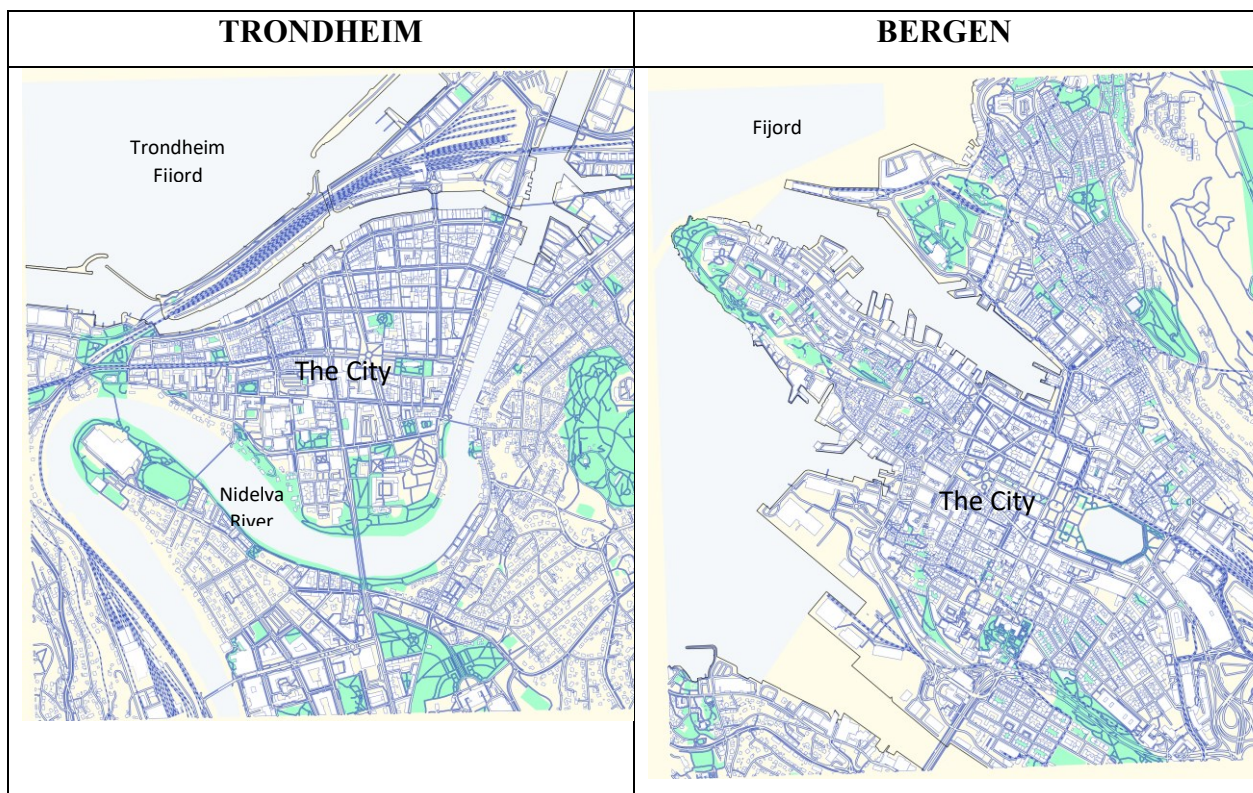 TRONDHEIM
BERGEN
Trondheim
Fiiord
The City
Nidelva
River
Fijord
The City